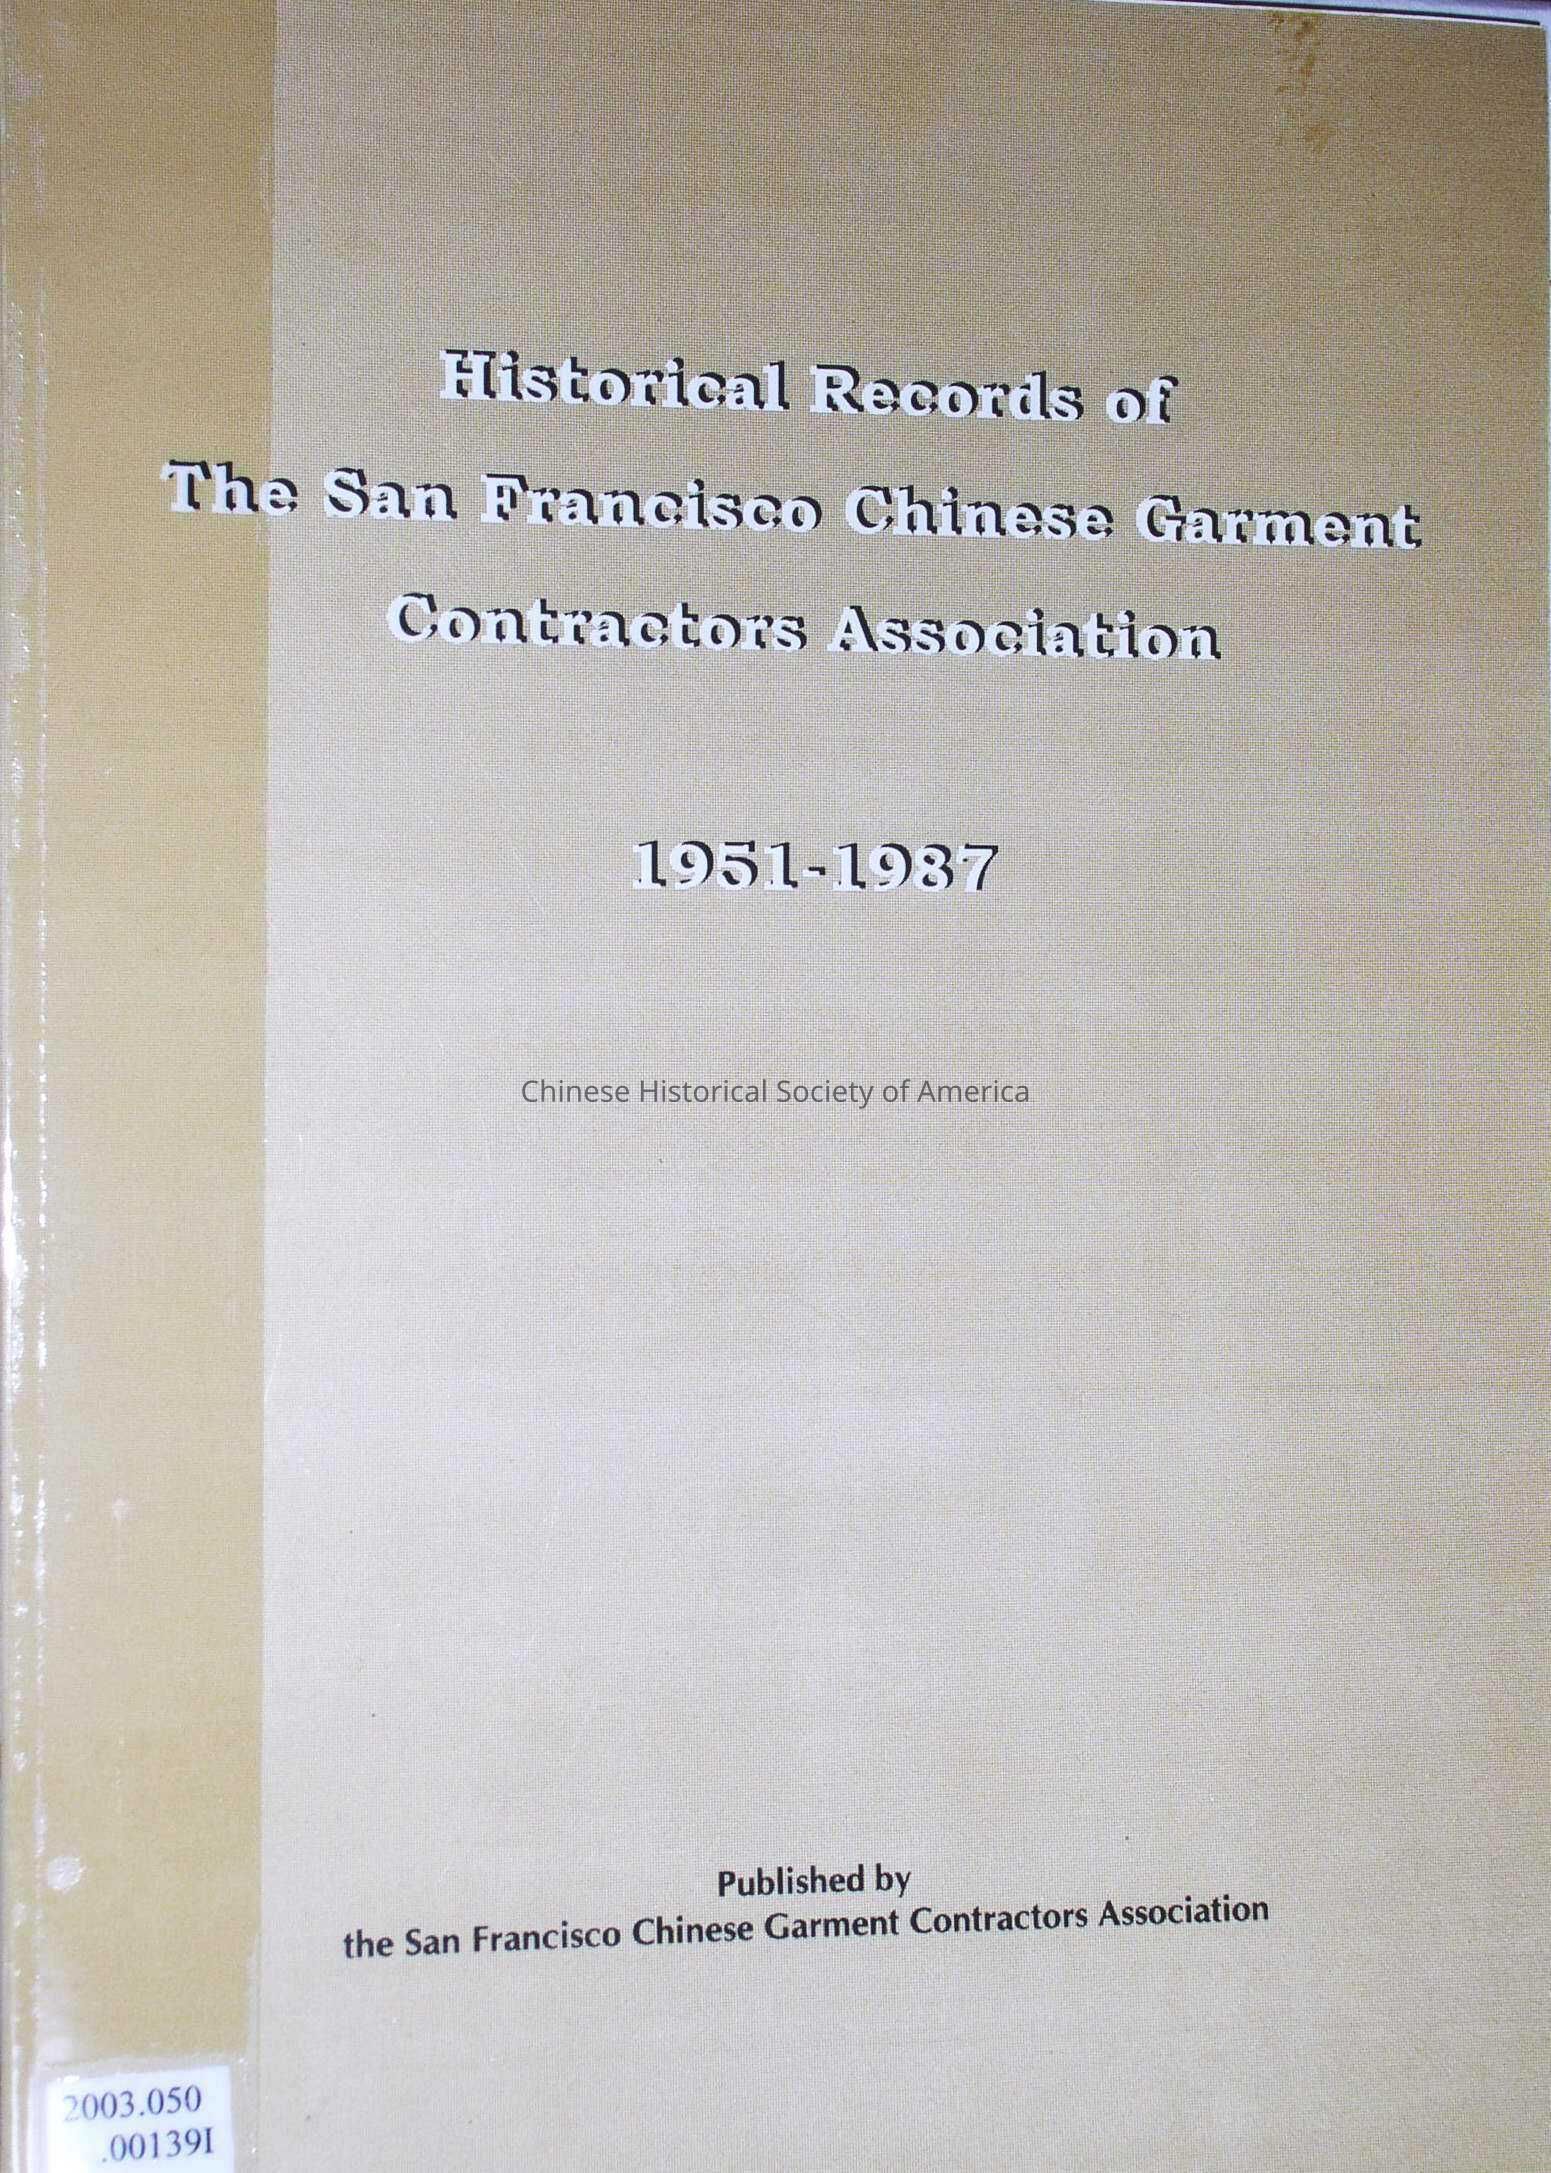 Historical Records of
The San Francisco Chinese Garment
Contractors Association
1951-1987
Chinese Historical Society of America
Published by
the San Francisco Chinese Garment Contractors Association
2003.050
.00139I